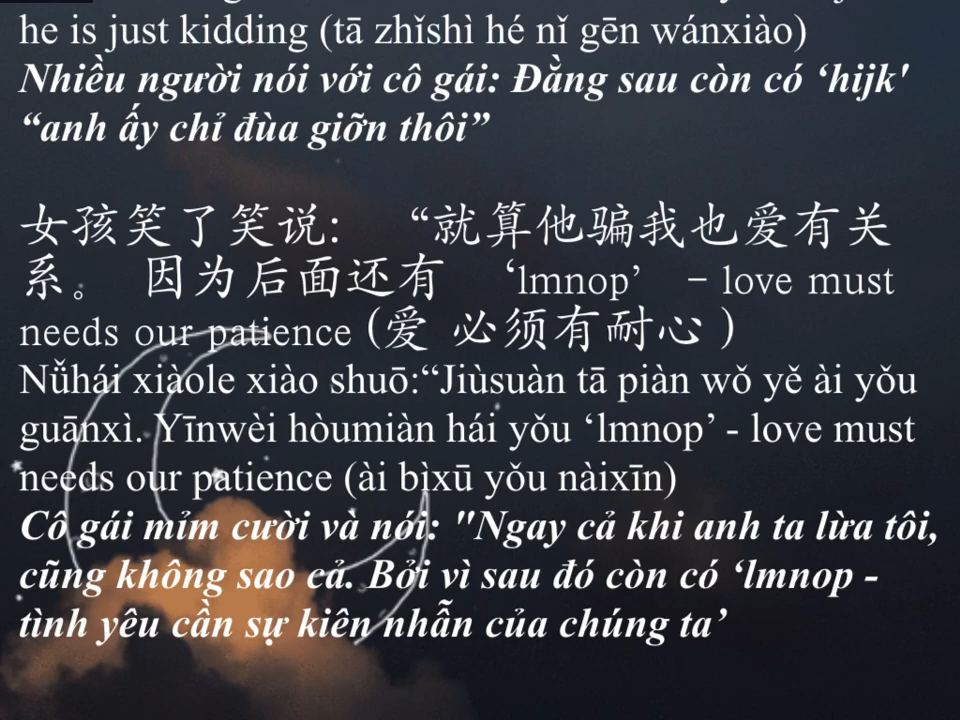 he is just kidding (tā zhǐshì hé nǐ gēn wánxiào)
Nhiều người nói với cô gái: Đằng sau còn có ‘hijk'
“anh ấy chỉ đùa giỡn thôi”
女孩笑了笑说: “就算他骗我也爱有关
系。 因为后面还有 ‘lmnop’ - love must
needs our patience (爱 必须有耐心 )
Nǚhái xiàole xiào shuō:“Jiùsuàn tā piàn wǒ yě ài yǒu
guānxì. Yīnwèi hòumiàn hái yǒu ‘lmnop’ - love must
needs our patience (ài bìxū yǒu nàixīn)
Cô gái mỉm cười và nói: "Ngay cả khi anh ta lừa tôi,
cũng không sao cả. Bởi vì sau đó còn có ‘lmnop -
tình yêu cần sự kiên nhẫn của chúng ta’